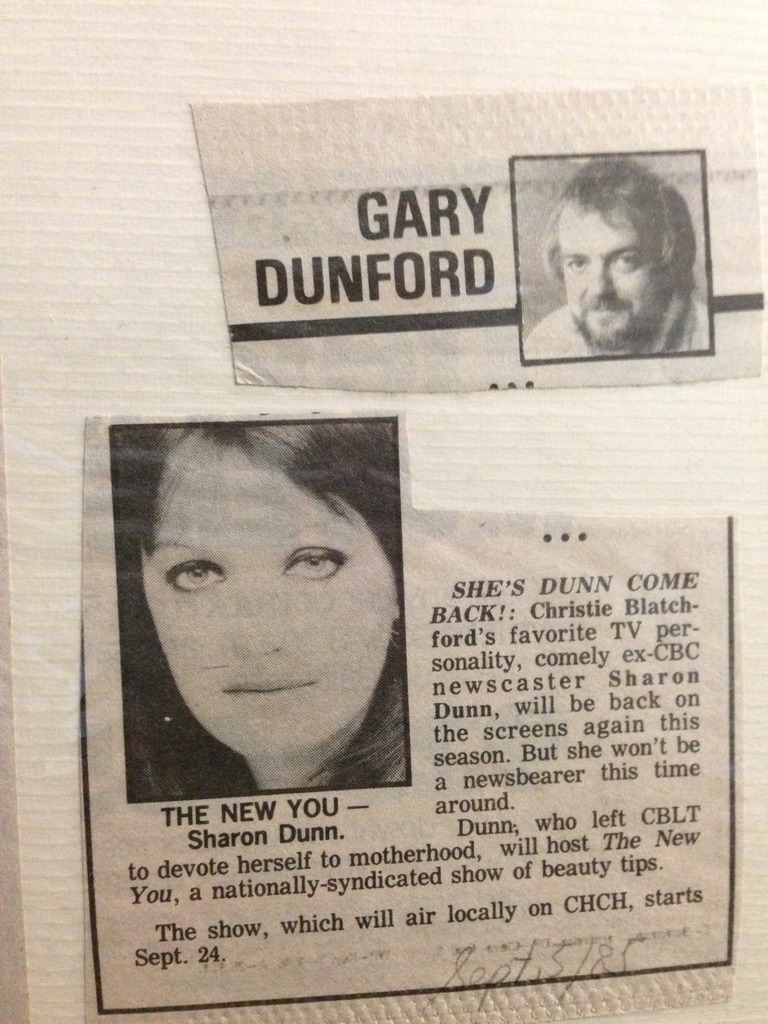 GARY
DUNFORD
•••
•••
SHE'S DUNN COME
BACK!: Christie Blatch-
ford's favorite TV per-
sonality, comely ex-CBC
newscaster Sharon
Dunn, will be back on
the screens again this
season. But she won't be
a newsbearer this time
around.
THE NEW YOU —
Sharon Dunn.
Dunn, who left CBLT
to devote herself to motherhood, will host The New
You, a nationally-syndicated show of beauty tips.
The show, which will air locally on CHCH, starts
Sept. 24.
Sept. 5/85